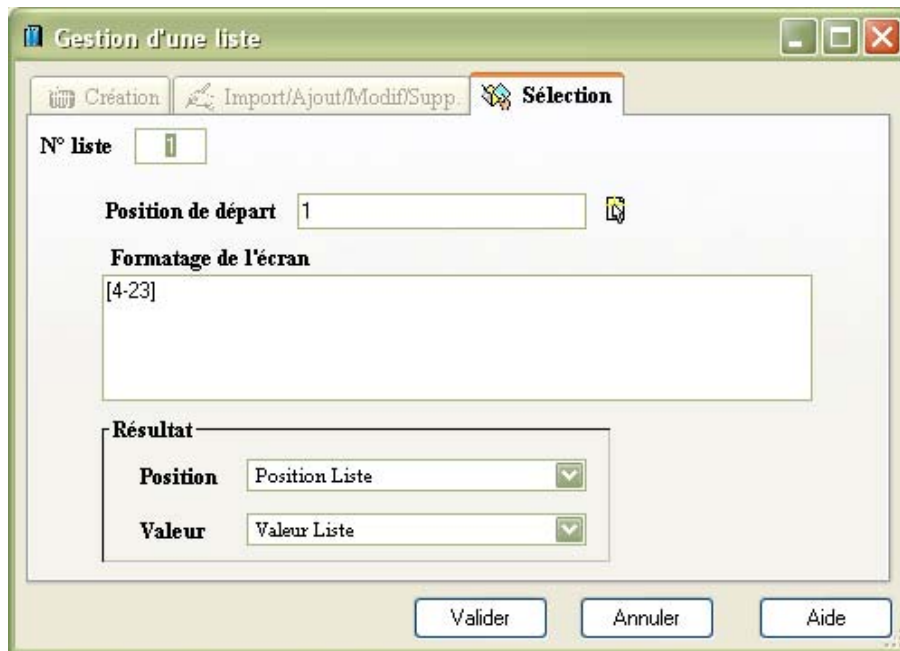 Gestion d'une liste
Création Import/Ajout/Modif/Supp. Sélection
N° liste 1
Position de départ 1
Formatage de l'écran
[4-23]
Résultat
Position Position Liste
Valeur Valeur Liste
Valider Annuler Aide